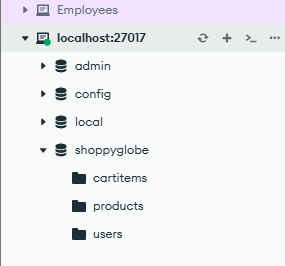 Employees
localhost:27017
admin
config
local
shoppyglobe
cartitems
products
users